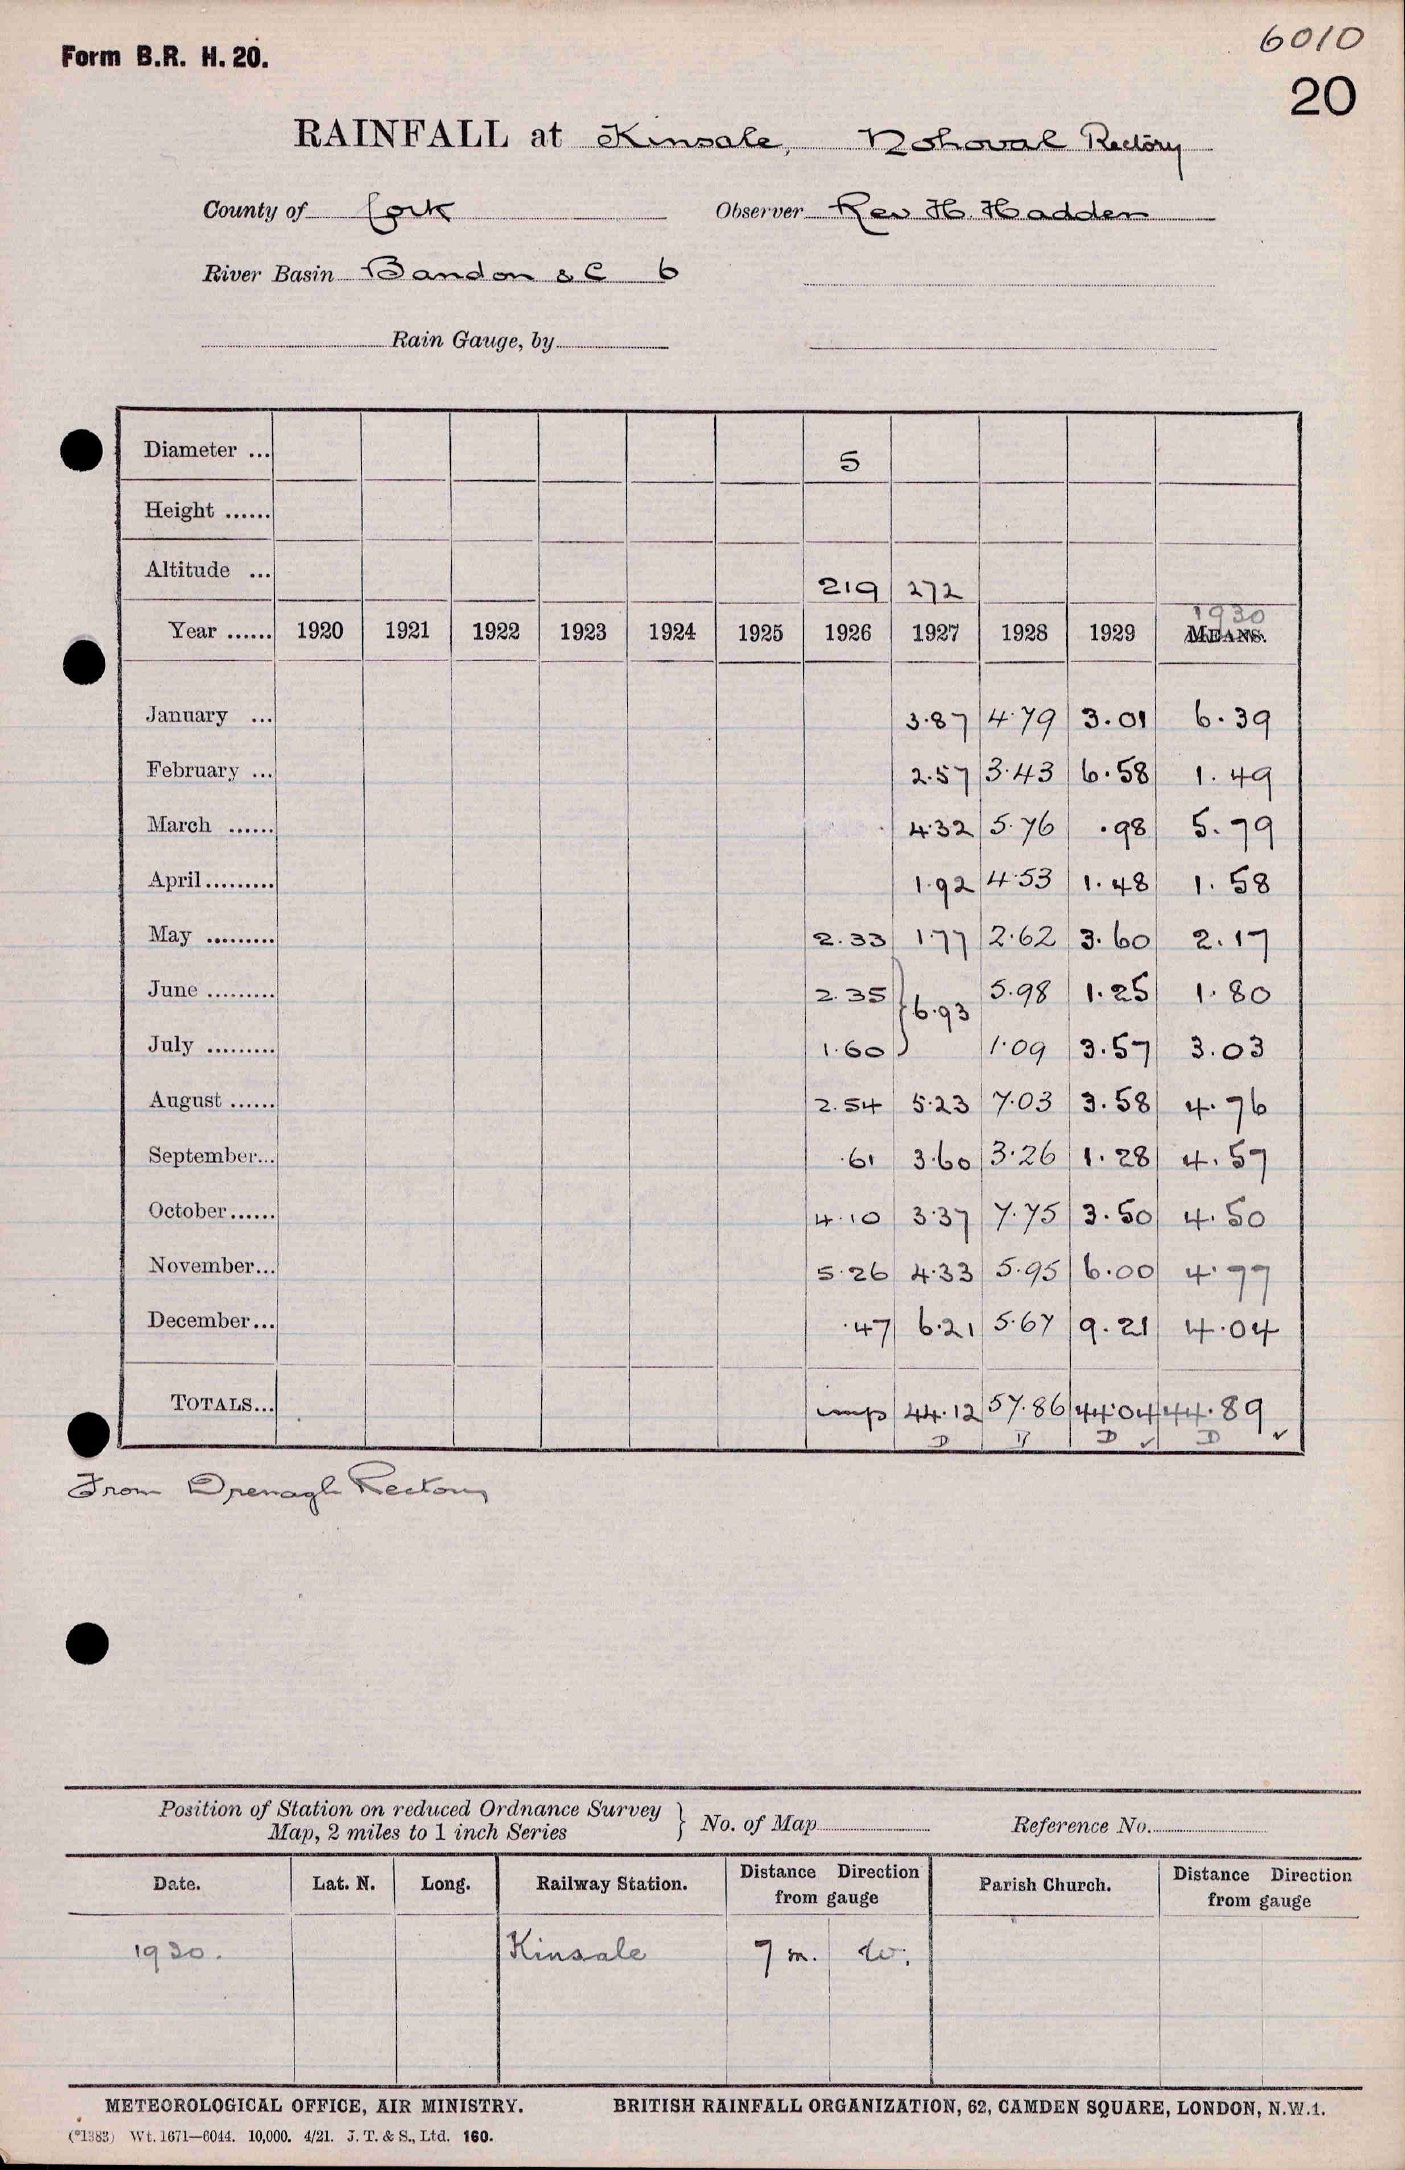 6010
Form B.R. H. 20.
20
RAINFALL at Kinsale, Nohoval Rectory
County of Cork Observer Rev H. Hadden
River Basin Bandon &c 6
Rain Gauge, by
Diameter ... 5
Height ......
Altitude ... 219 272
Year ...... 1920 1921 1922 1923 1924 1925 1926 1927 1928 1929 MEANS. 1930
January ... 3.87 4.79 3.01 6.39
February ... 2.57 3.43 6.58 1.49
March ...... 4.32 5.76 .98 5.79
April ......... 1.92 4.53 1.48 1.58
May ......... 2.33 1.77 2.62 3.60 2.17
June ......... 2.35 } 6.93 5.98 1.25 1.80
July ......... 1.60 1.09 3.57 3.03
August ...... 2.54 5.23 7.03 3.58 4.76
September... .61 3.60 3.26 1.28 4.57
October ...... 4.10 3.37 7.75 3.50 4.50
November... 5.26 4.33 5.95 6.00 4.77
December... .47 6.21 5.67 9.21 4.04
TOTALS... imp 44.12 57.86 44.04 44.89
D D ✓ D ✓
From Rectory
Position of Station on reduced Ordnance Survey
Map, 2 miles to 1 inch Series } No. of Map Reference No.
Date. Lat. N. Long. Railway Station. Distance Direction from gauge Parish Church. Distance Direction from gauge
1930. Kinsale 7 m. W.
METEOROLOGICAL OFFICE, AIR MINISTRY. BRITISH RAINFALL ORGANIZATION, 62, CAMDEN SQUARE, LONDON, N.W.1.
(*1383) Wt. 1671—6044. 10,000. 4/21. J. T. & S., Ltd. 160.